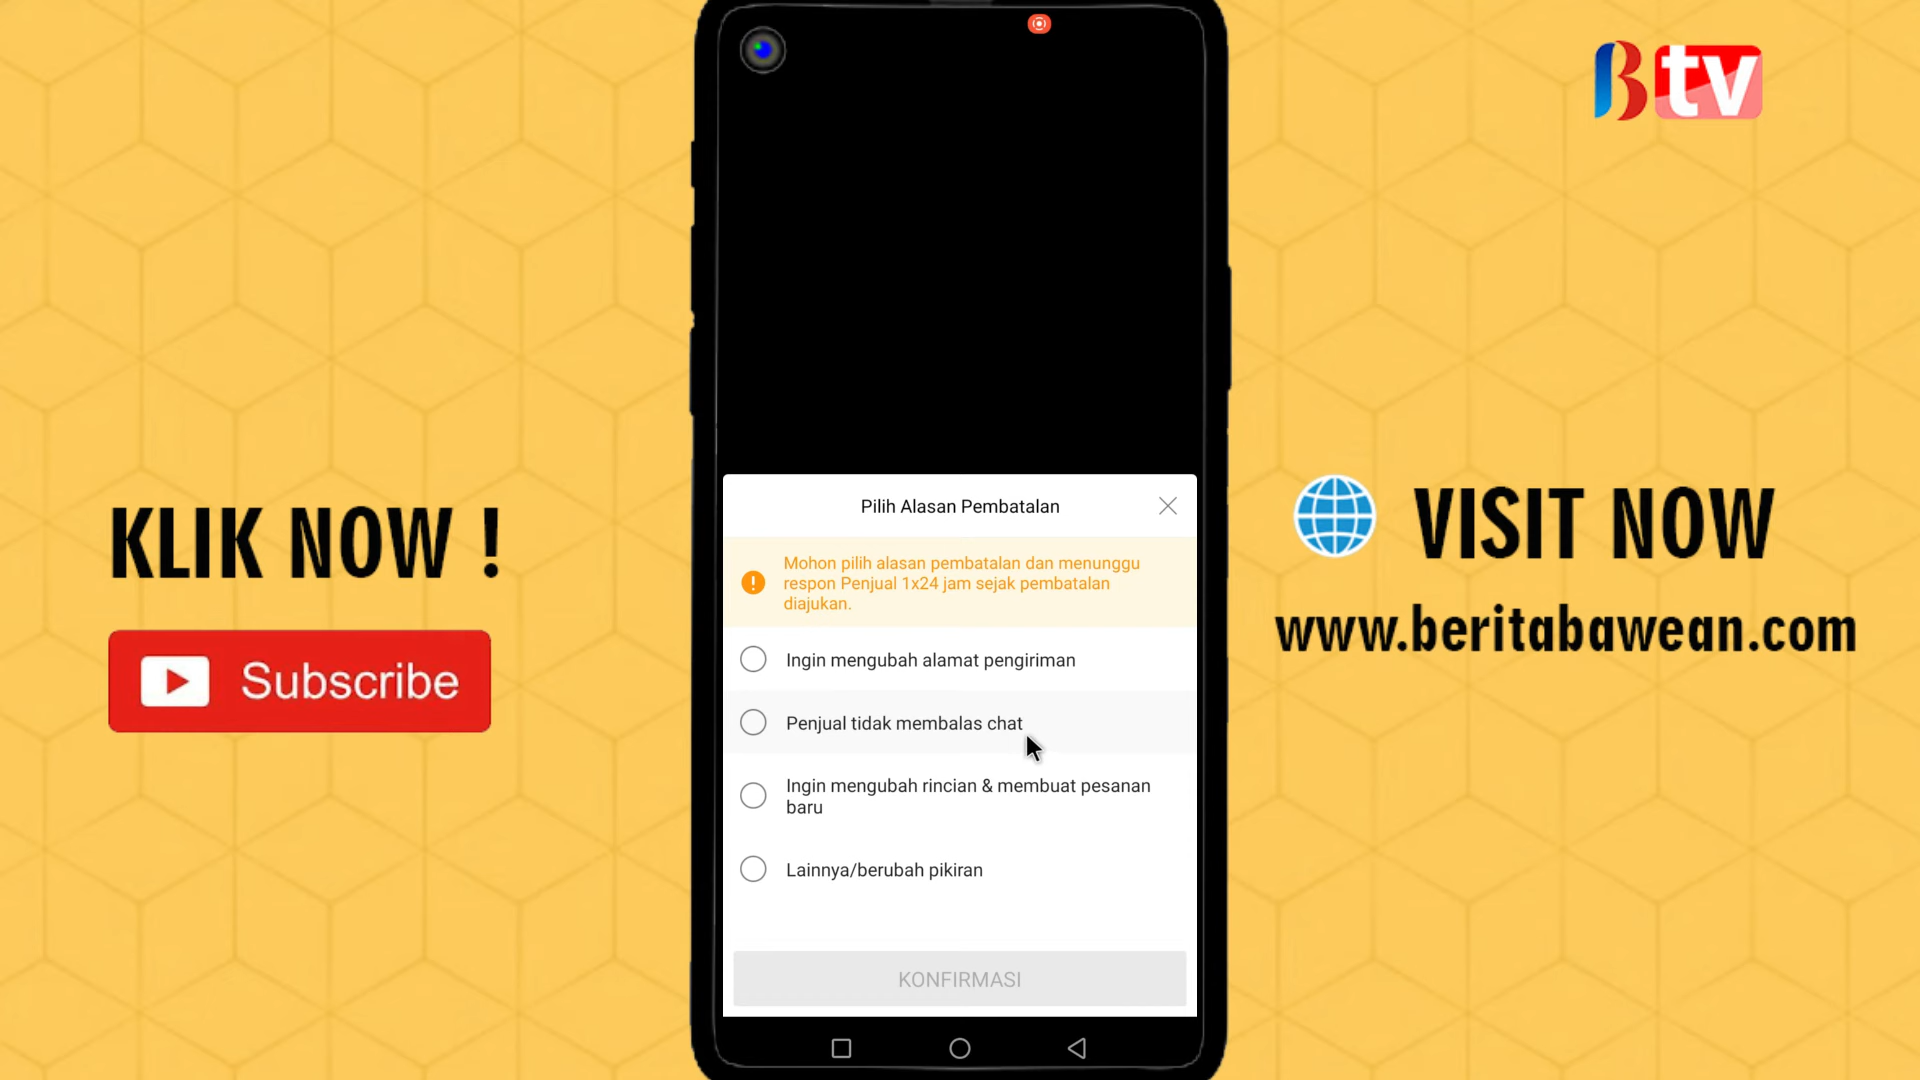 Btv
KLIK NOW !
Subscribe
Pilih Alasan Pembatalan
Mohon pilih alasan pembatalan dan menunggu
respon Penjual 1x24 jam sejak pembatalan
diajukan.
Ingin mengubah alamat pengiriman
Penjual tidak membalas chat
Ingin mengubah rincian & membuat pesanan
baru
Lainnya/berubah pikiran
KONFIRMASI
VISIT NOW
www.beritabawean.com